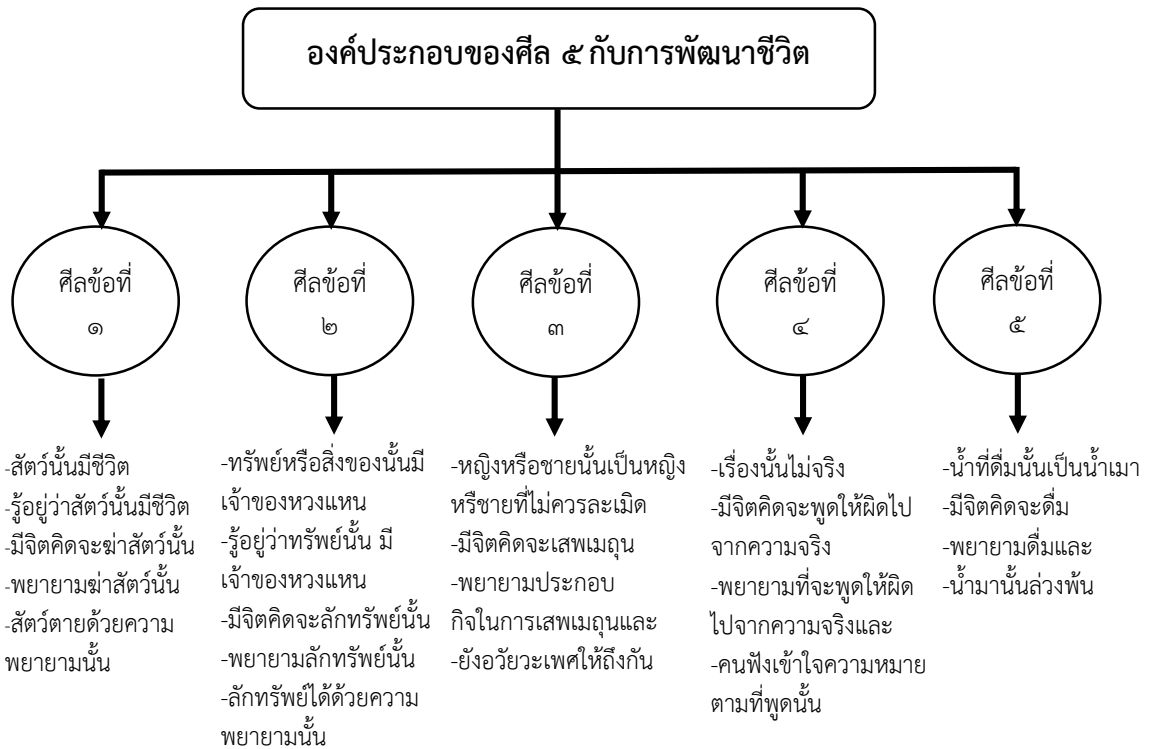 องค์ประกอบของศีล ๕ กับการพัฒนาชีวิต
ศีลข้อที่
๑
ศีลข้อที่
๒
ศีลข้อที่
๓
ศีลข้อที่
๔
ศีลข้อที่
๕
-สัตว์นั้นมีชีวิต
-รู้อยู่ว่าสัตว์นั้นมีชีวิต
-มีจิตคิดจะฆ่าสัตว์นั้น
-พยายามฆ่าสัตว์นั้น
-สัตว์ตายด้วยความ
พยายามนั้น
-ทรัพย์หรือสิ่งของนั้นมี
เจ้าของหวงแหน
-รู้อยู่ว่าทรัพย์นั้น มี
เจ้าของหวงแหน
-มีจิตคิดจะลักทรัพย์นั้น
-พยายามลักทรัพย์นั้น
-ลักทรัพย์ได้ด้วยความ
พยายามนั้น
-หญิงหรือชายนั้นเป็นหญิง
หรืชายที่ไม่ควรละเมิด
-มีจิตคิดจะเสพเมถุน
-พยายามประกอบ
กิจในการเสพเมถุนและ
-ยังอวัยวะเพศให้ถึงกัน
-เรื่องนั้นไม่จริง
-มีจิตคิดจะพูดให้ผิดไป
จากความจริง
-พยายามที่จะพูดให้ผิด
ไปจากความจริงและ
-คนฟังเข้าใจความหมาย
ตามที่พูดนั้น
-น้ำที่ดื่มนั้นเป็นน้ำเมา
-มีจิตคิดจะดื่ม
-พยายามดื่มและ
-น้ำมานั้นล่วงพ้น